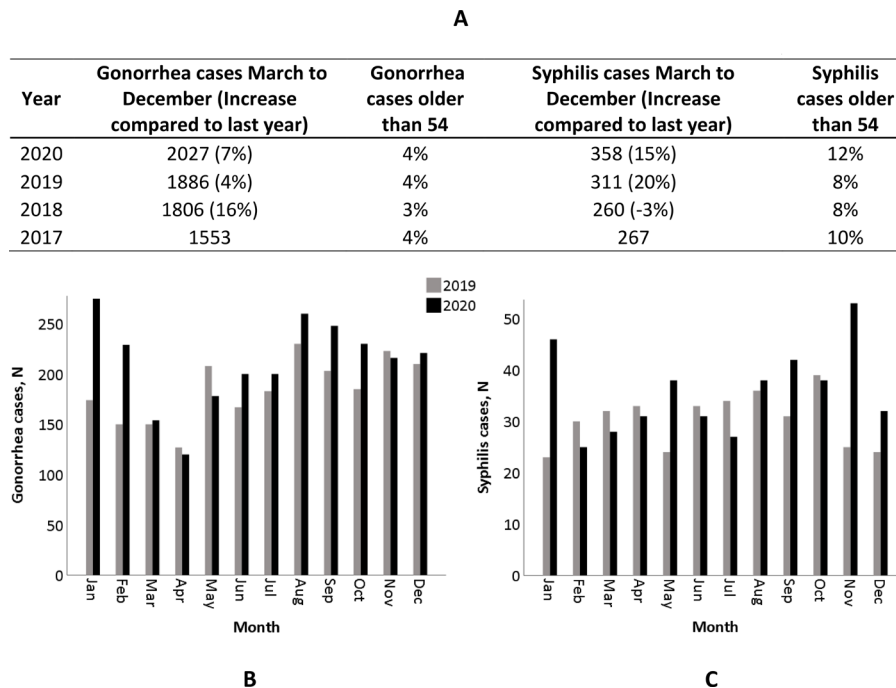 A
Year
Gonorrhea cases March to
December (Increase
compared to last year)
Gonorrhea
cases older
than 54
Syphilis cases March to
December (Increase
compared to last year)
Syphilis
cases older
than 54
2020 2027 (7%) 4% 358 (15%) 12%
2019 1886 (4%) 4% 311 (20%) 8%
2018 1806 (16%) 3% 260 (-3%) 8%
2017 1553 4% 267 10%
2019
2020
Gonorrhea cases, N
250
200
150
100
50
0
Jan Feb Mar Apr May Jun Jul Aug Sep Oct Nov Dec
Month
B
Syphilis cases, N
50
40
30
20
10
0
Jan Feb Mar Apr May Jun Jul Aug Sep Oct Nov Dec
Month
C